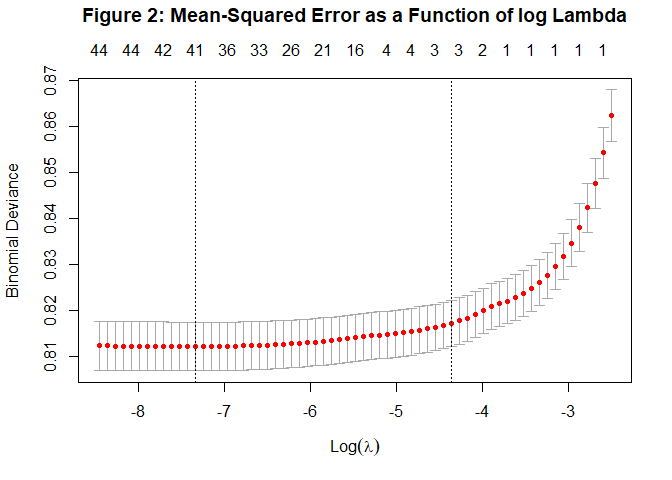 Figure 2: Mean-Squared Error as a Function of log Lambda
44 44 42 41 36 33 26 21 16 4 4 3 3 2 1 1 1 1 1
0.87
0.86
0.85
0.84
0.83
0.82
0.81
Binomial Deviance
-8 -7 -6 -5 -4 -3
Log(λ)